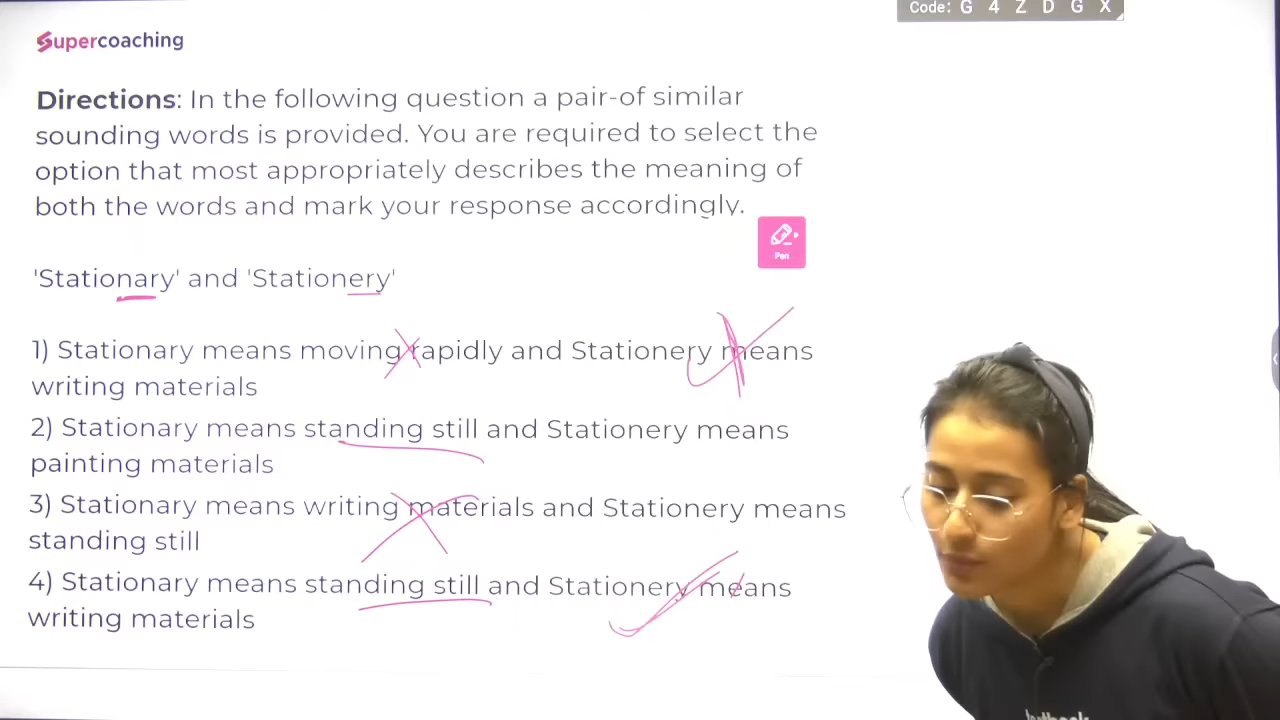 Code: G 4 Z D G X
Supercoaching
Directions: In the following question a pair-of similar
sounding words is provided. You are required to select the
option that most appropriately describes the meaning of
both the words and mark your response accordingly.
Pen
'Stationary' and 'Stationery'
1) Stationary means moving rapidly and Stationery means
writing materials
2) Stationary means standing still and Stationery means
painting materials
3) Stationary means writing materials and Stationery means
standing still
4) Stationary means standing still and Stationery means
writing materials